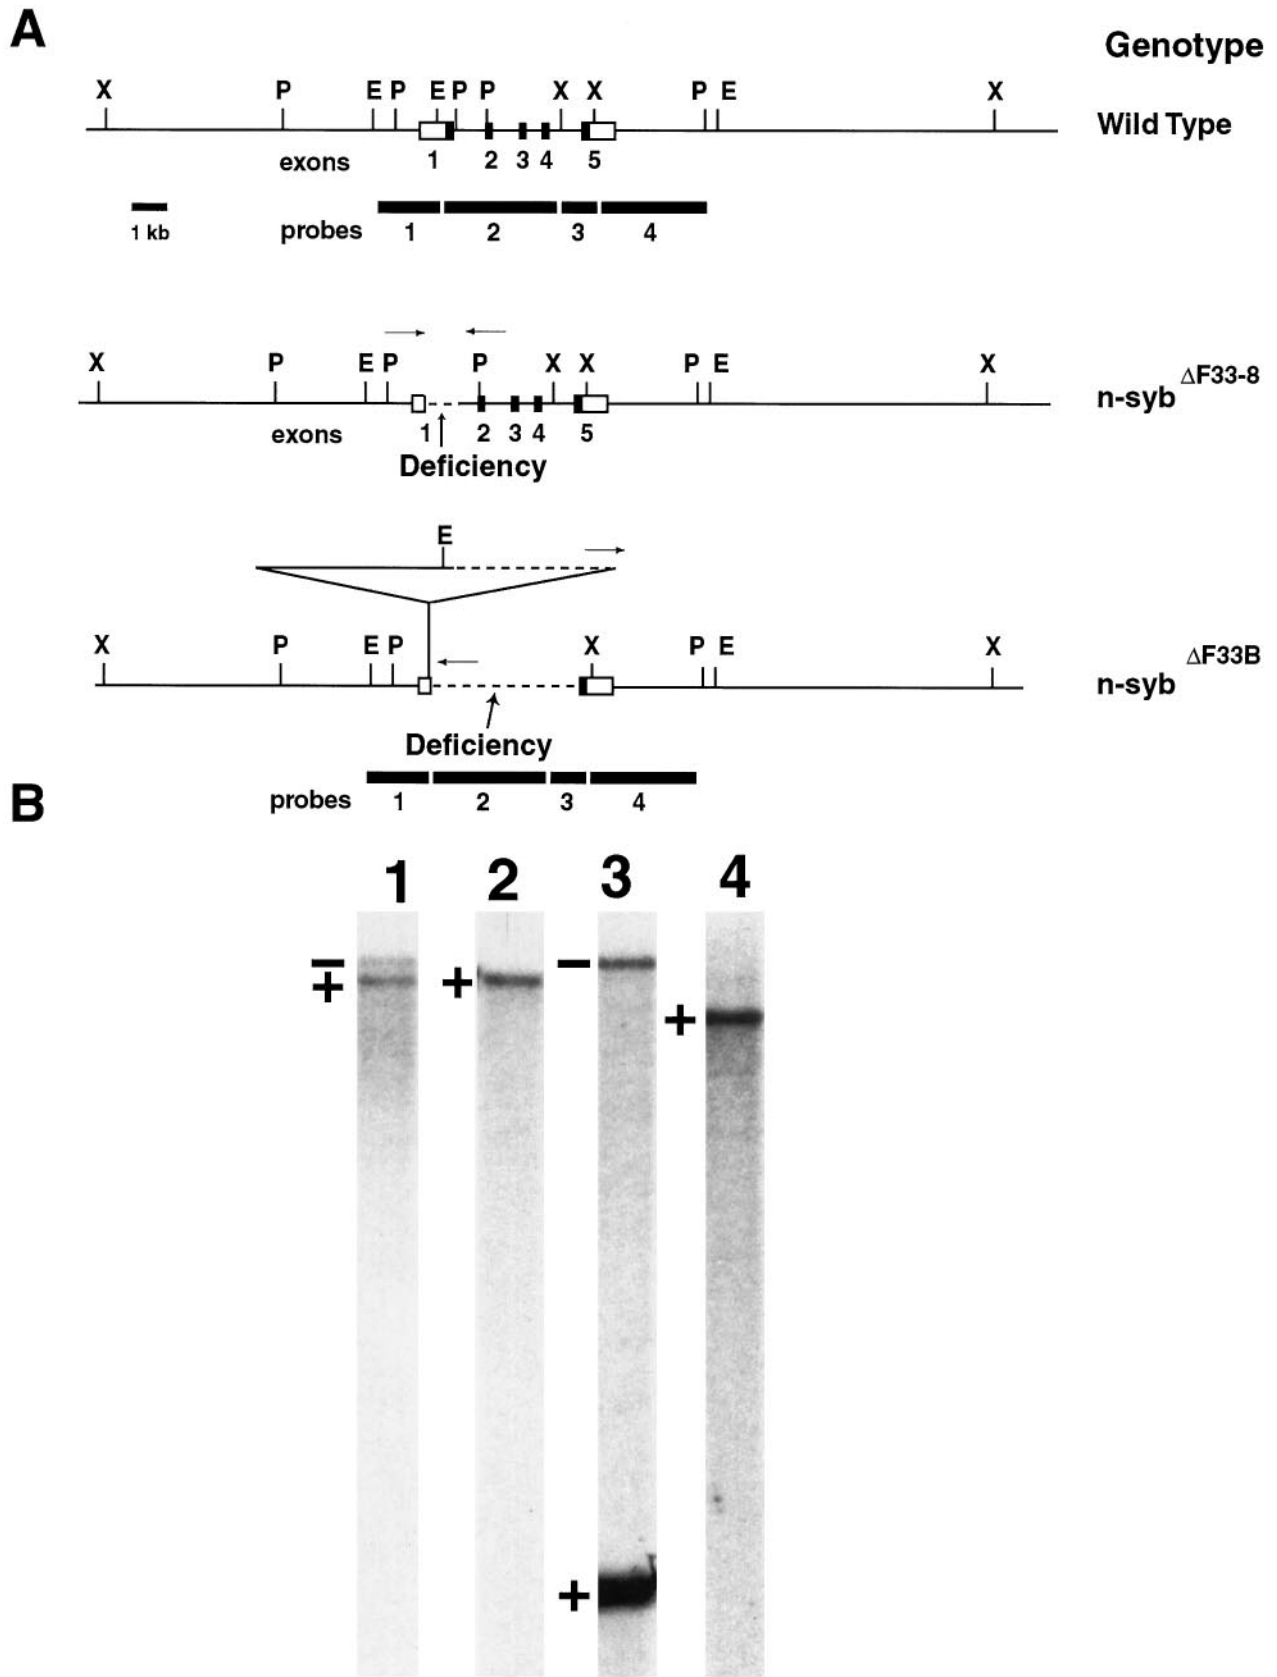 A
Genotype
X P E P E P P X X P E X
Wild Type
exons 1 2 3 4 5
1 kb probes 1 2 3 4
X P E P P X X P E X
n-syb ΔF33-8
exons 1 2 3 4 5
Deficiency
E
X P E P X P E X
n-syb ΔF33B
Deficiency
probes 1 2 3 4
B
1 2 3 4
− −
+ +
+
+